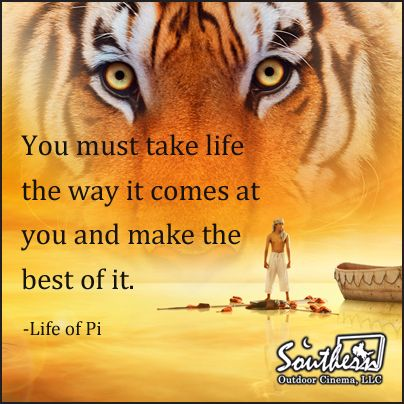 You must take life
the way it comes at
you and make the
best of it.
-Life of Pi
Southern
Outdoor Cinema, LLC